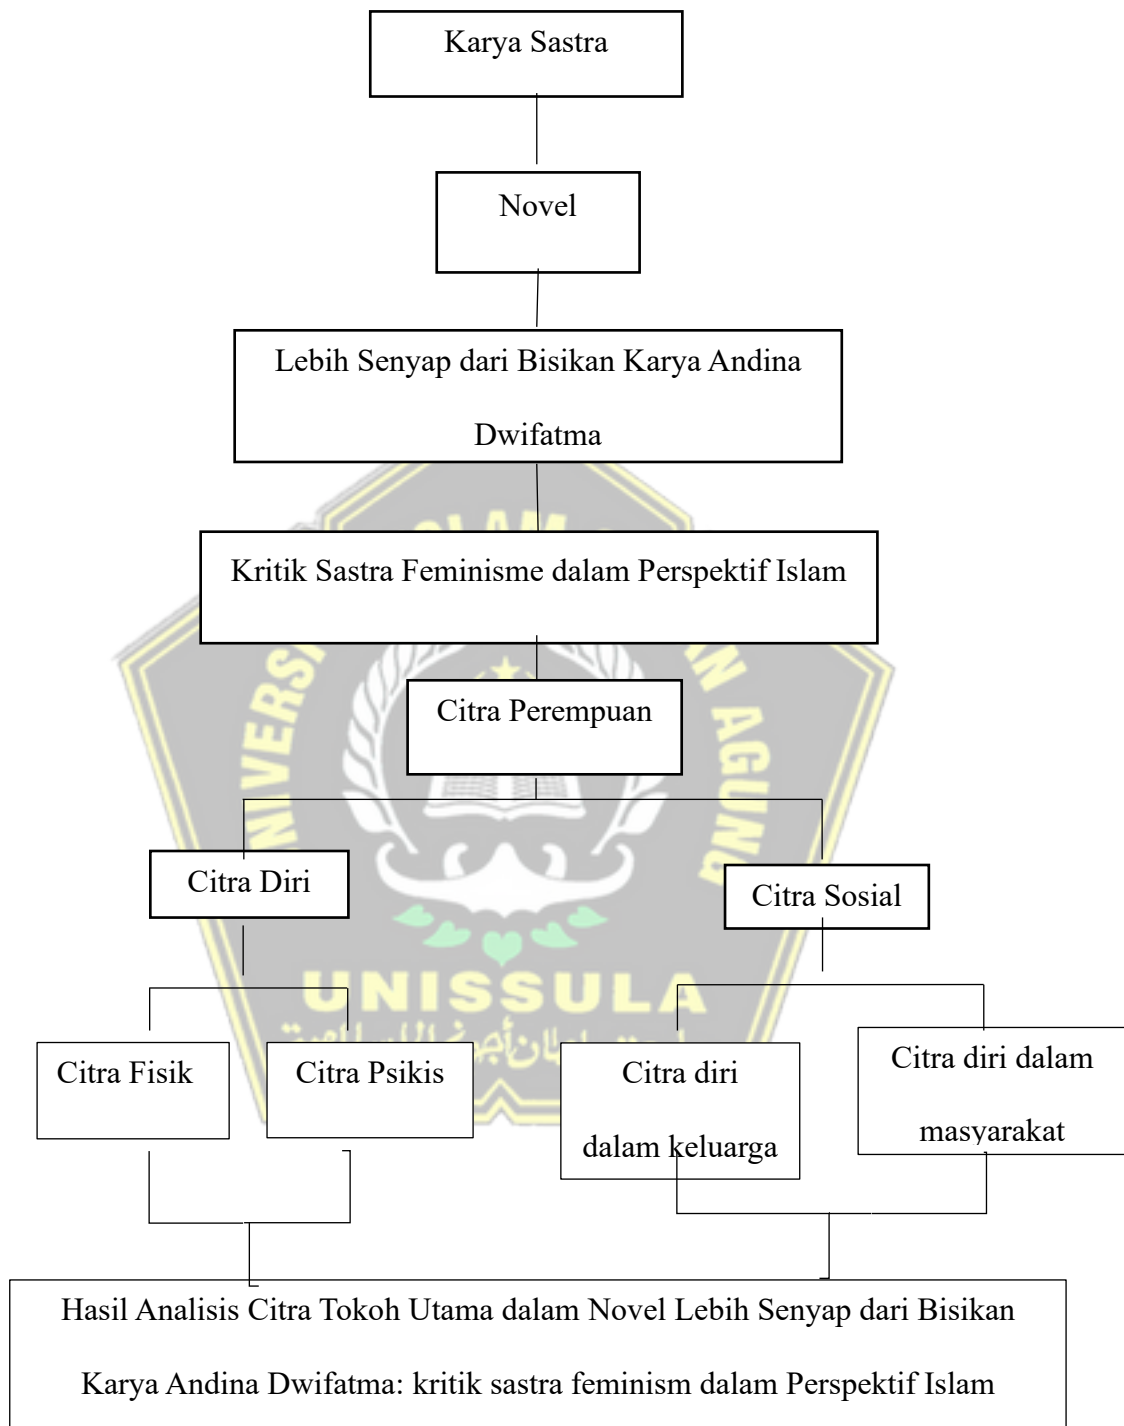 Karya Sastra
Novel
Lebih Senyap dari Bisikan Karya Andina
Dwifatma
Kritik Sastra Feminisme dalam Perspektif Islam
Citra Perempuan
Citra Diri
Citra Sosial
UNISSULA
Citra Fisik
Citra Psikis
Citra diri
dalam keluarga
Citra diri dalam
masyarakat
Hasil Analisis Citra Tokoh Utama dalam Novel Lebih Senyap dari Bisikan
Karya Andina Dwifatma: kritik sastra feminism dalam Perspektif Islam